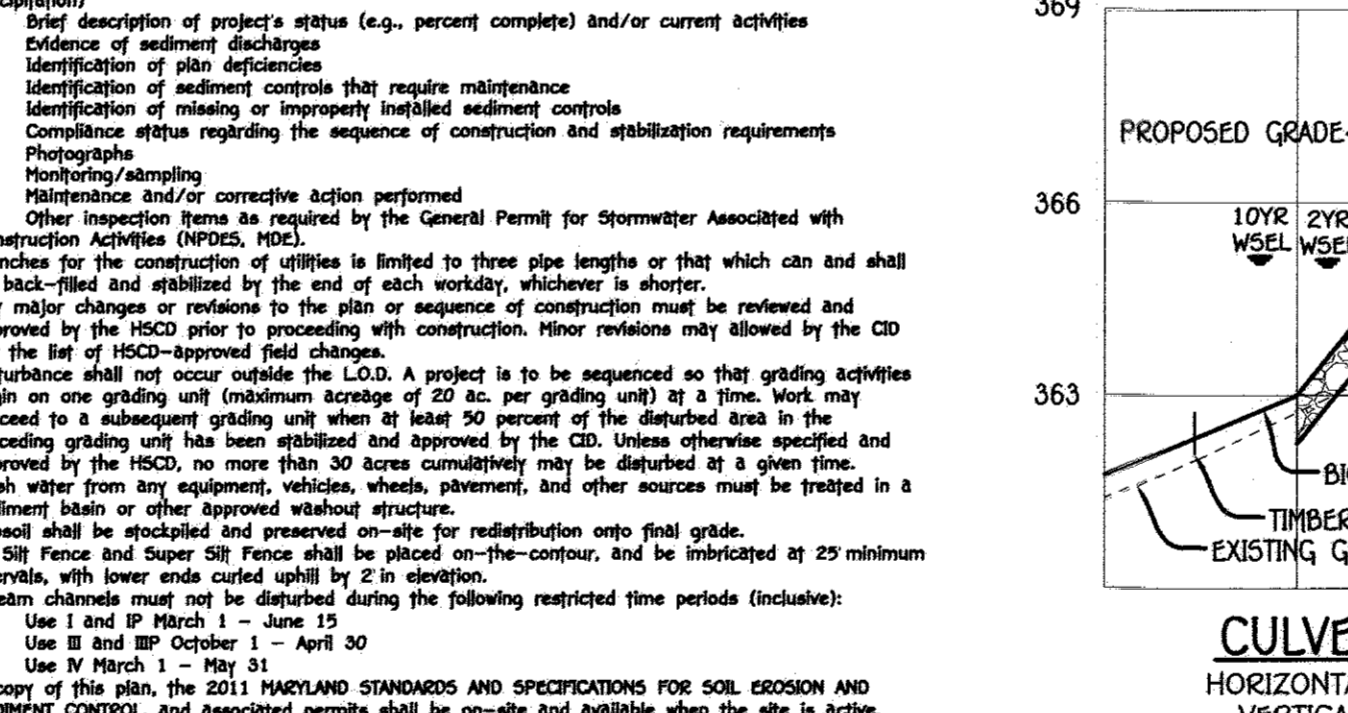 Brief description of project's status (e.g., percent complete) and/or current activities
Evidence of sediment discharges
Identification of plan deficiencies
Identification of sediment controls that require maintenance
Identification of missing or improperly installed sediment controls
Compliance status regarding the sequence of construction and stabilization requirements
Photographs
Monitoring/sampling
Maintenance and/or corrective action performed
Other inspection items as required by the General Permit for Stormwater Associated with
nstruction Activities (NPDES, MDE).
nches for the construction of utilities is limited to three pipe lengths or that which can and shall
back-filled and stabilized by the end of each workday, whichever is shorter.
major changes or revisions to the plan or sequence of construction must be reviewed and
proved by the HSCD prior to proceeding with construction. Minor revisions may allowed by the CID
the list of HSCD-approved field changes.
turbance shall not occur outside the L.O.D. A project is to be sequenced so that grading activities
in on one grading unit (maximum acreage of 20 ac. per grading unit) at a time. Work may
ceed to a subsequent grading unit when at least 50 percent of the disturbed area in the
ceding grading unit has been stabilized and approved by the CID. Unless otherwise specified and
proved by the HSCD, no more than 30 acres cumulatively may be disturbed at a given time.
sh water from any equipment, vehicles, wheels, pavement, and other sources must be treated in a
diment basin or other approved washout structure.
soil shall be stockpiled and preserved on-site for redistribution onto final grade.
Silt Fence and Super Silt Fence shall be placed on-the-contour, and be imbricated at 25' minimum
ervals, with lower ends curled uphill by 2' in elevation.
eam channels must not be disturbed during the following restricted time periods (inclusive):
Use I and IP March 1 - June 15
Use III and IIIP October 1 - April 30
Use IV March 1 - May 31
copy of this plan, the 2011 MARYLAND STANDARDS AND SPECIFICATIONS FOR SOIL EROSION AND
DIMENT CONTROL, and associated permits shall be on-site and available when the site is active.
369
PROPOSED GRADE
366
10YR 2YR
WSEL WSEL
363
BI
TIMBER
EXISTING G
CULVE
HORIZONTA
VERTICA